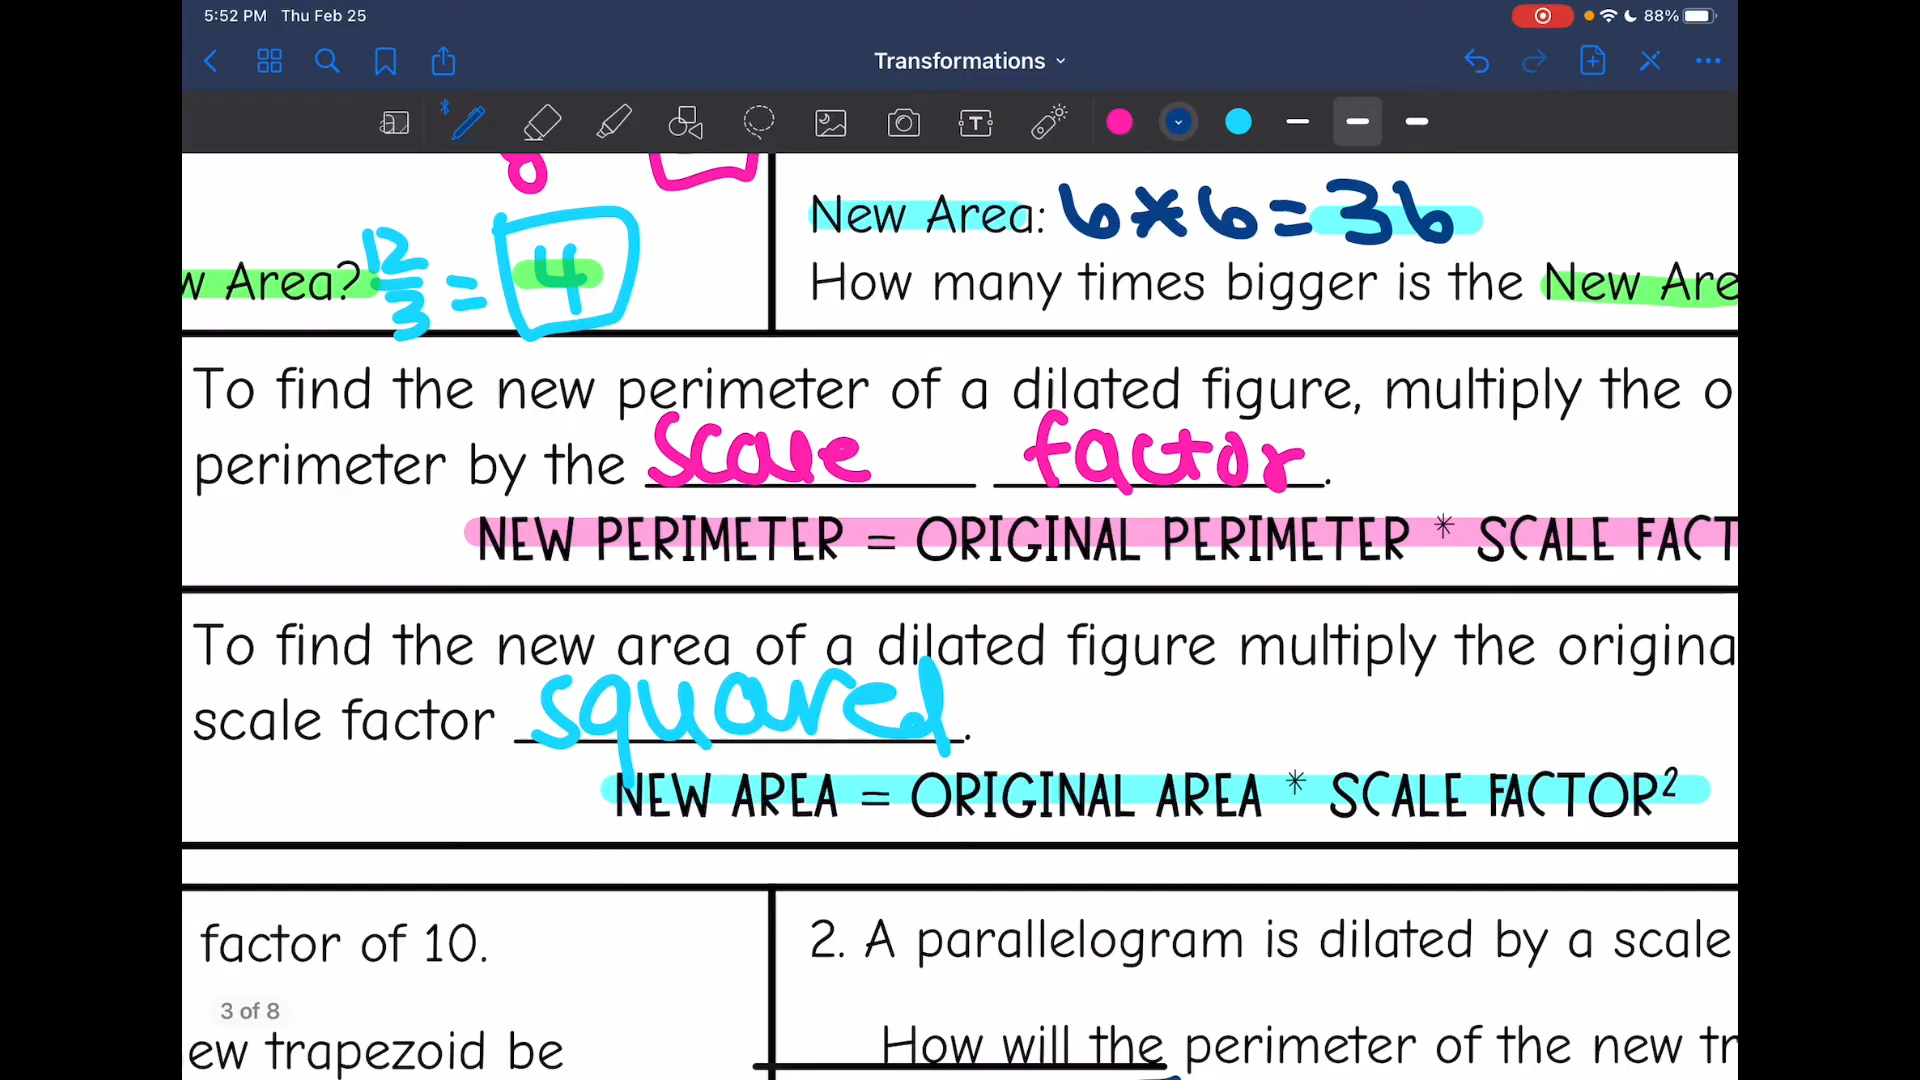 5:52 PM Thu Feb 25
88%
Transformations
New Area: 6*6=36
w Area? 12/3 = 4
How many times bigger is the New Are
To find the new perimeter of a dilated figure, multiply the o
perimeter by the scale factor.
NEW PERIMETER = ORIGINAL PERIMETER * SCALE FACT
To find the new area of a dilated figure multiply the origina
scale factor squared.
NEW AREA = ORIGINAL AREA * SCALE FACTOR²
factor of 10.
2. A parallelogram is dilated by a scale
3 of 8
ew trapezoid be
How will the perimeter of the new tr